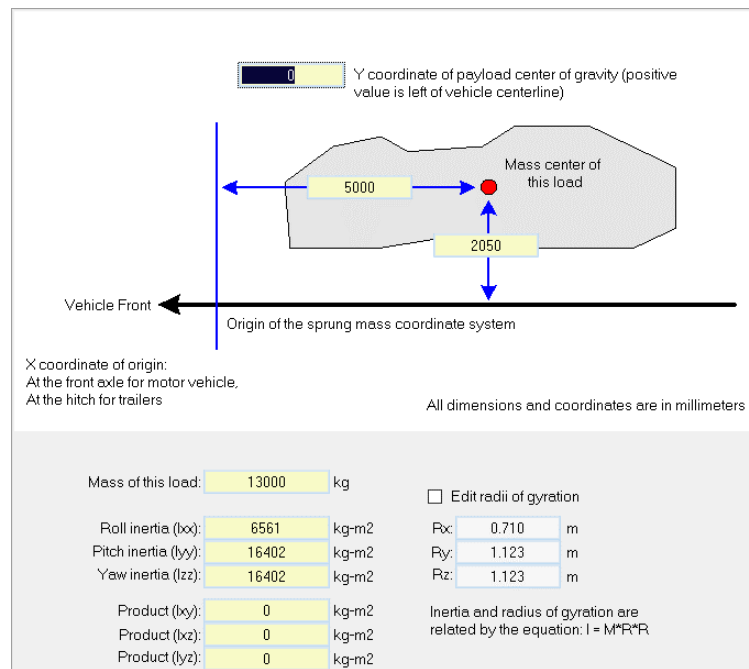 0
Y coordinate of payload center of gravity (positive
value is left of vehicle centerline)
Mass center of
this load
5000
2050
Vehicle Front
Origin of the sprung mass coordinate system
X coordinate of origin:
At the front axle for motor vehicle,
At the hitch for trailers
All dimensions and coordinates are in millimeters
Mass of this load: 13000 kg
Edit radii of gyration
Roll inertia (Ixx): 6561 kg-m2 Rx: 0.710 m
Pitch inertia (Iyy): 16402 kg-m2 Ry: 1.123 m
Yaw inertia (Izz): 16402 kg-m2 Rz: 1.123 m
Product (Ixy): 0 kg-m2
Product (Ixz): 0 kg-m2
Product (Iyz): 0 kg-m2
Inertia and radius of gyration are
related by the equation: I = M*R*R